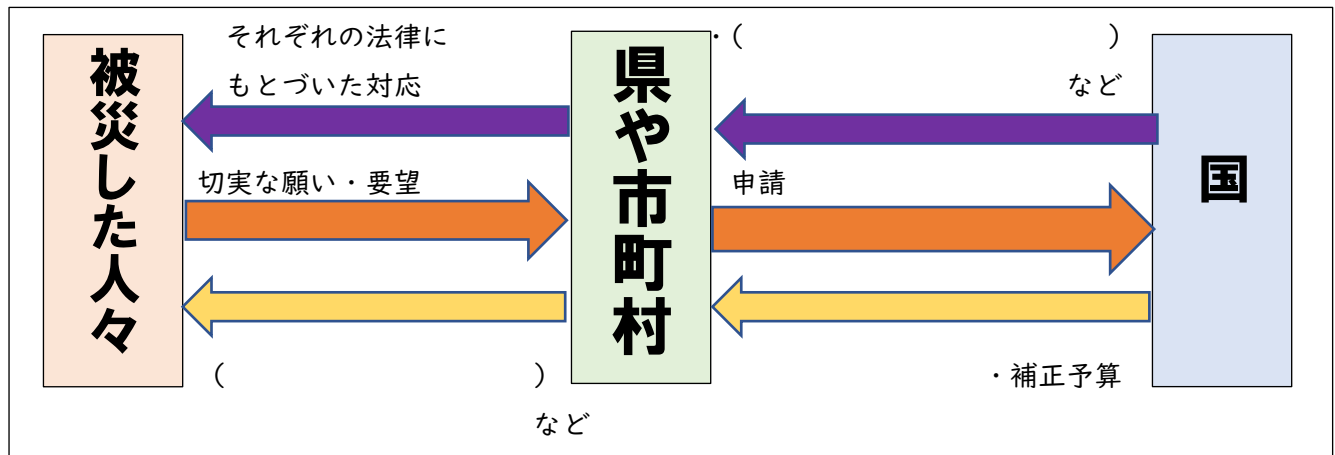 被災した人々
それぞれの法律に
もとづいた対応
切実な願い・要望
( )
など
県や市町村
・( )
など
申請
・補正予算
国